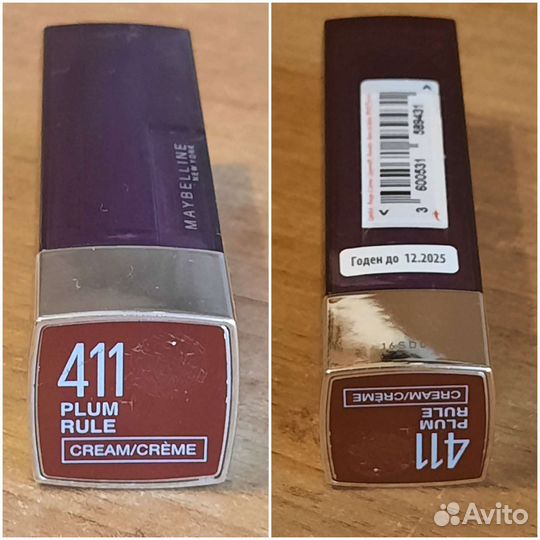 MAYBELLINE
NEW YORK
411
PLUM
RULE
CREAM/CRÈME
3 600531 589431
Годен до 12.2025
411
PLUM
RULE
CREAM/CRÈME
Avito